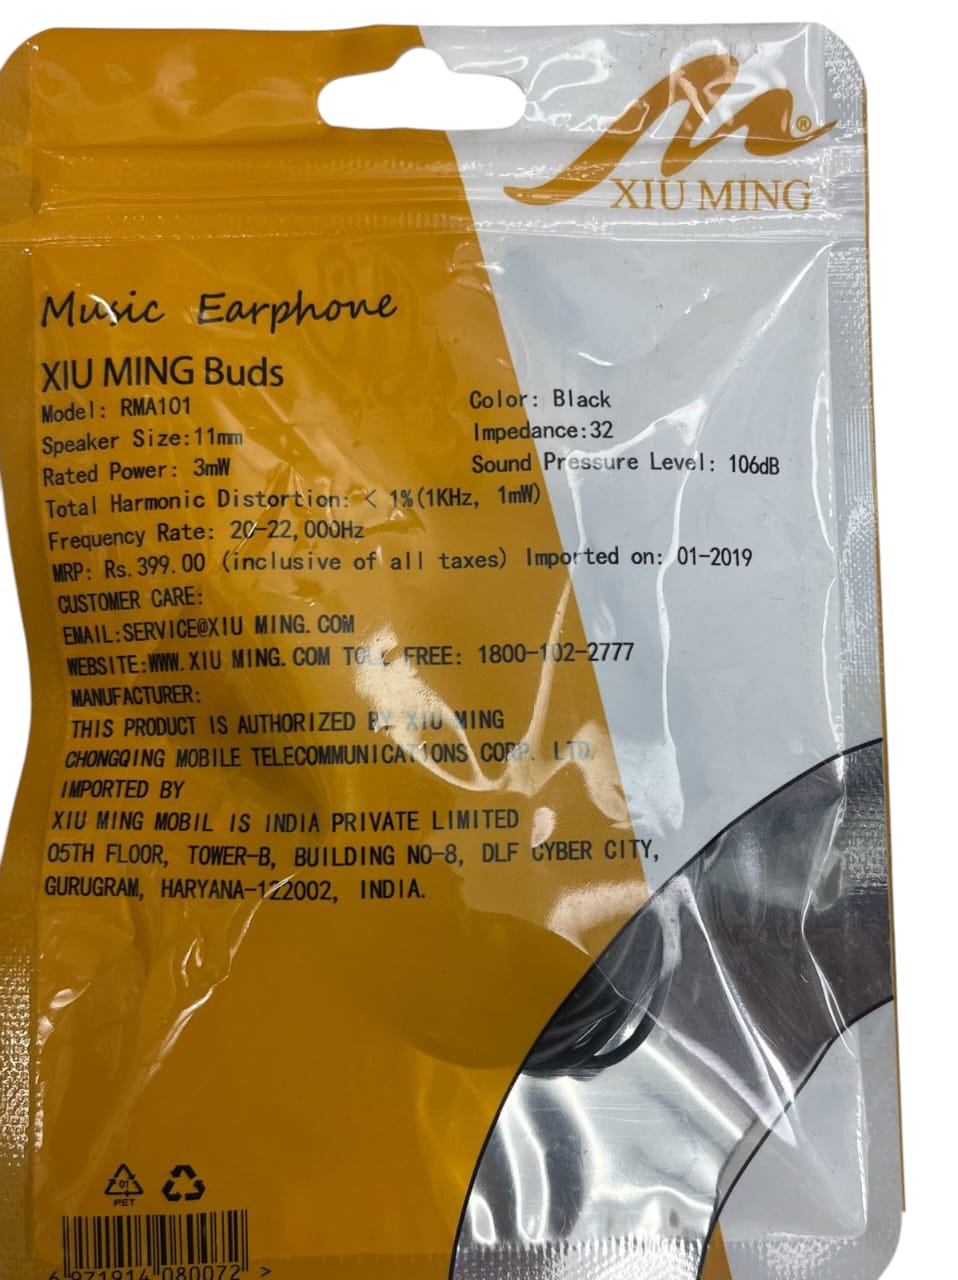 ®
XIU MING
Music Earphone
XIU MING Buds
Model: RMA101
Color: Black
Speaker Size:11mm
Impedance:32
Rated Power: 3mW
Sound Pressure Level: 106dB
Total Harmonic Distortion: < 1%(1KHz, 1mW)
Frequency Rate: 20-22,000Hz
MRP: Rs.399.00 (inclusive of all taxes) Imported on: 01-2019
CUSTOMER CARE:
EMAIL:SERVICE@XIU MING.COM
WEBSITE:WWW.XIU MING.COM TOLL FREE: 1800-102-2777
MANUFACTURER:
THIS PRODUCT IS AUTHORIZED BY XIU MING
CHONGQING MOBILE TELECOMMUNICATIONS CORP. LTD.
IMPORTED BY
XIU MING MOBIL IS INDIA PRIVATE LIMITED
05TH FLOOR, TOWER-B, BUILDING NO-8, DLF CYBER CITY,
GURUGRAM, HARYANA-122002, INDIA.
01
PET
6 971914 080072 >